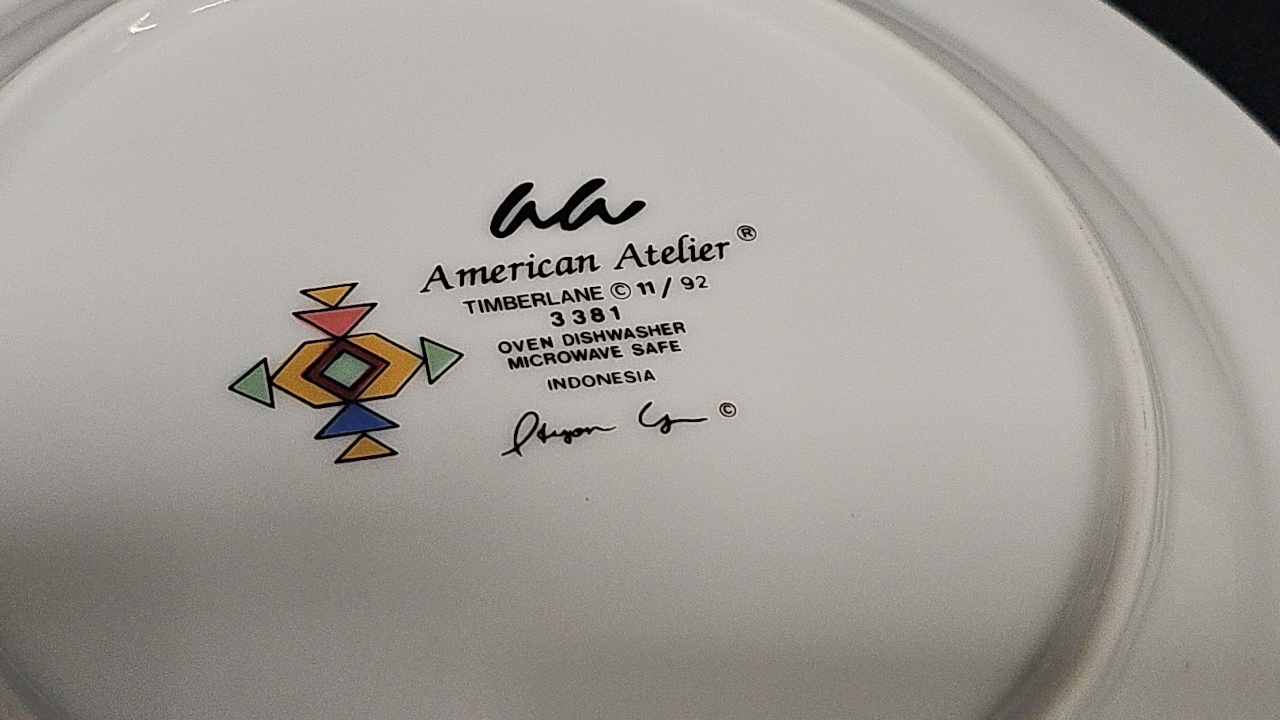 aa
American Atelier ®
TIMBERLANE © 11/92
3381
OVEN DISHWASHER
MICROWAVE SAFE
INDONESIA
©